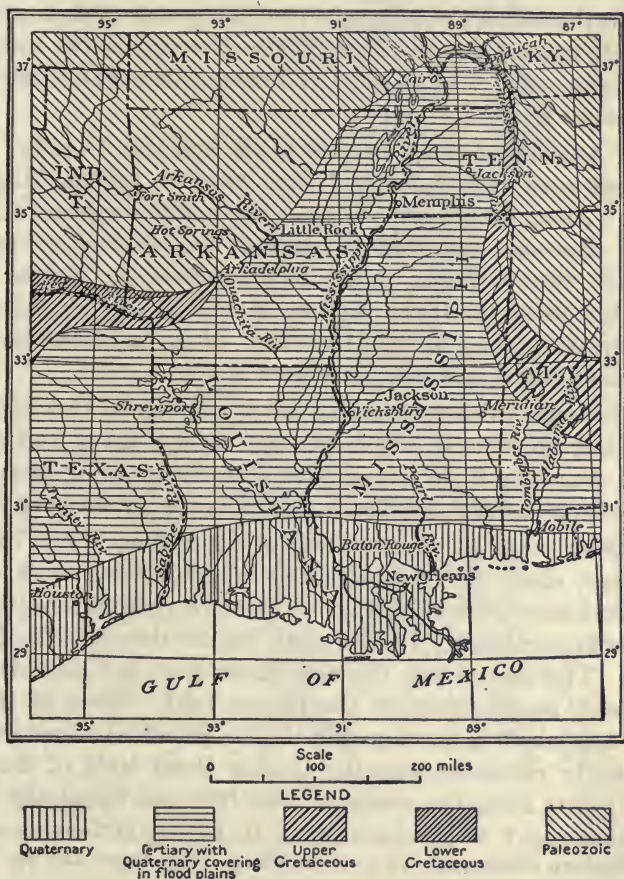 95° 93° 91° 89° 87°
MISSOURI
KY.
Paducah
37° 37°
Cairo
River
IND.
T.
TENN.
Jackson
Arkansas River
Fort Smith
Memphis
35° 35°
Hot Springs
Little Rock
ARKANSAS
Mississippi
Arkadelphia
Ouachita Riv.
33° 33°
MISSISSIPPI
ALA.
LOUISIANA
Shreveport
Jackson
Vicksburg
Meridian
TEXAS
Tombigbee Riv.
Alabama Riv.
Pearl Riv.
31° 31°
Trinity Riv.
Sabine River
Mobile
Baton Rouge
New Orleans
Houston
29° 29°
GULF OF MEXICO
95° 93° 91° 89°
Scale
0 100 200 miles
LEGEND
Quaternary
Tertiary with
Quaternary covering
in flood plains
Upper
Cretaceous
Lower
Cretaceous
Paleozoic